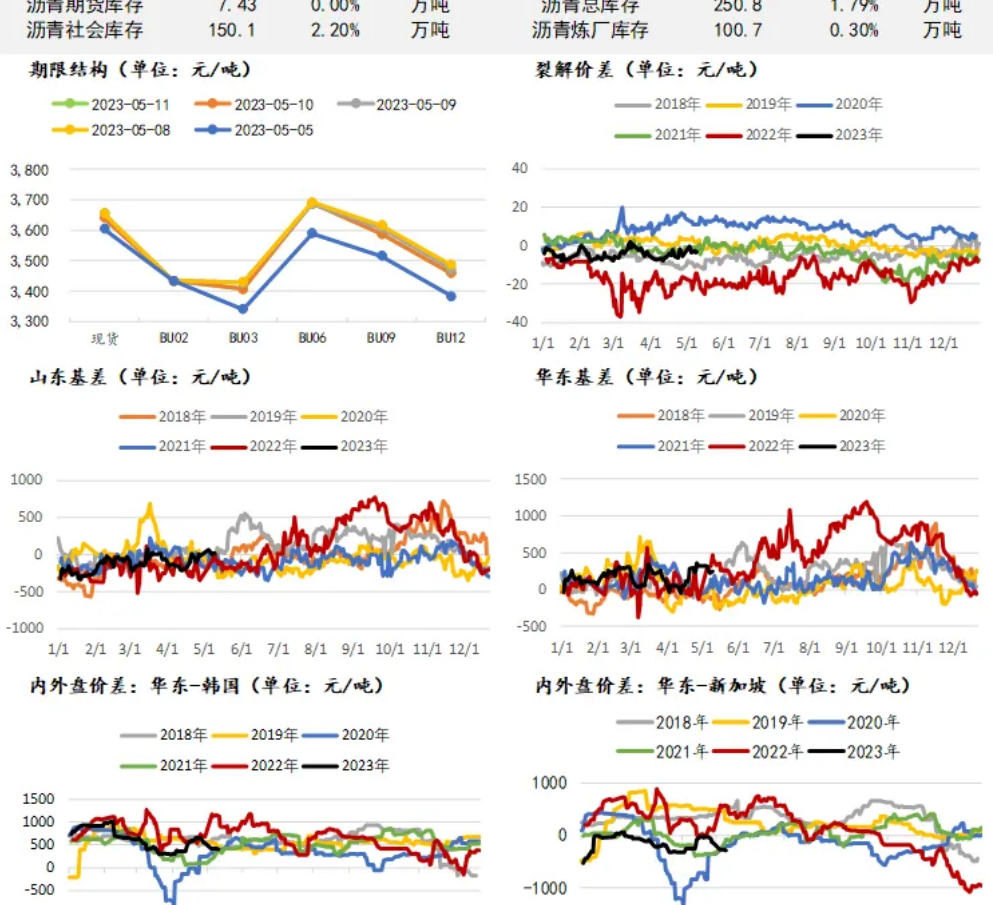 沥青期货库存 7.43 0.00% 万吨 沥青总库存 250.8 1.79% 万吨
沥青社会库存 150.1 2.20% 万吨 沥青炼厂库存 100.7 0.30% 万吨
期限结构（单位：元/吨）
2023-05-11 2023-05-10 2023-05-09
2023-05-08 2023-05-05
3,800
3,700
3,600
3,500
3,400
3,300
现货 BU02 BU03 BU06 BU09 BU12
裂解价差（单位：元/吨）
2018年 2019年 2020年
2021年 2022年 2023年
40
20
0
-20
-40
1/1 2/1 3/1 4/1 5/1 6/1 7/1 8/1 9/1 10/1 11/1 12/1
山东基差（单位：元/吨）
2018年 2019年 2020年
2021年 2022年 2023年
1000
500
0
-500
-1000
1/1 2/1 3/1 4/1 5/1 6/1 7/1 8/1 9/1 10/1 11/1 12/1
华东基差（单位：元/吨）
2018年 2019年 2020年
2021年 2022年 2023年
1500
1000
500
0
-500
1/1 2/1 3/1 4/1 5/1 6/1 7/1 8/1 9/1 10/1 11/1 12/1
内外盘价差：华东-韩国（单位：元/吨）
2018年 2019年 2020年
2021年 2022年 2023年
1500
1000
500
0
-500
内外盘价差：华东-新加坡（单位：元/吨）
2018年 2019年 2020年
2021年 2022年 2023年
1000
0
-1000